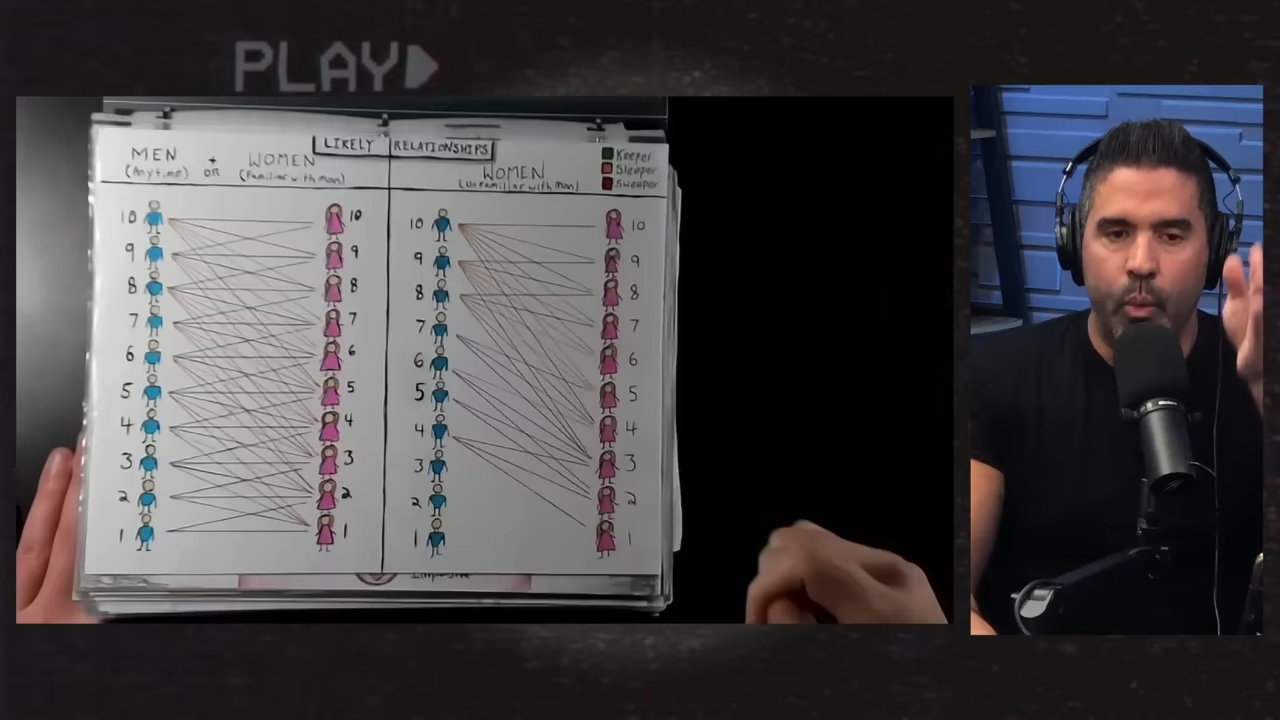 PLAY
LIKELY RELATIONSHIPS
MEN + WOMEN
(Anytime) or (Familiar with man)
WOMEN
(Unfamiliar with man)
Keeper
Sleeper
Sweeper
10 10 10 10
9 9 9 9
8 8 8 8
7 7 7 7
6 6 6 6
5 5 5 5
4 4 4 4
3 3 3 3
2 2 2 2
1 1 1 1